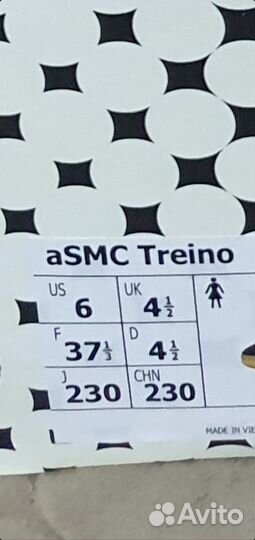 aSMC Treino
US 6 UK 4½
F 37⅓ D 4½
J 230 CHN 230
MADE IN VIE
Avito